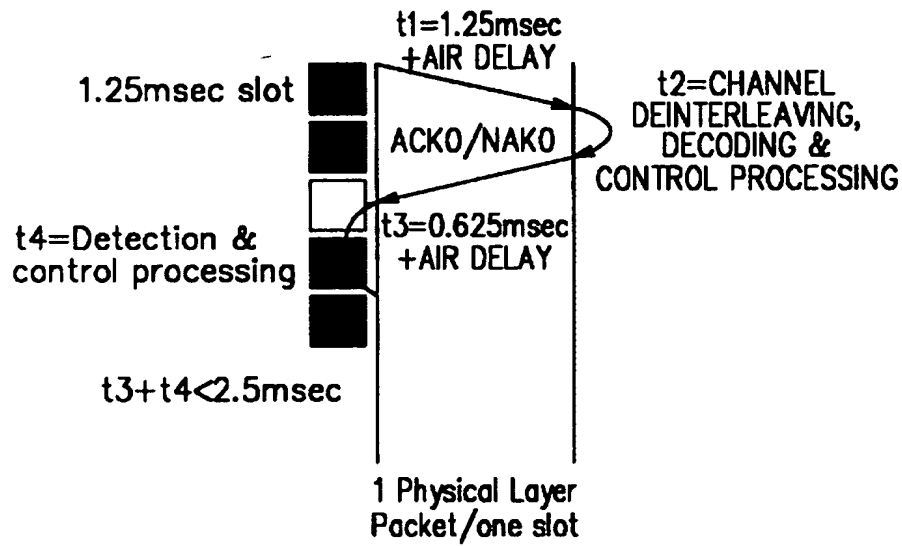 t1=1.25msec
+AIR DELAY
1.25msec slot
t2=CHANNEL
DEINTERLEAVING,
DECODING &
CONTROL PROCESSING
ACK0/NAK0
t3=0.625msec
+AIR DELAY
t4=Detection &
control processing
t3+t4<2.5msec
1 Physical Layer
Packet/one slot